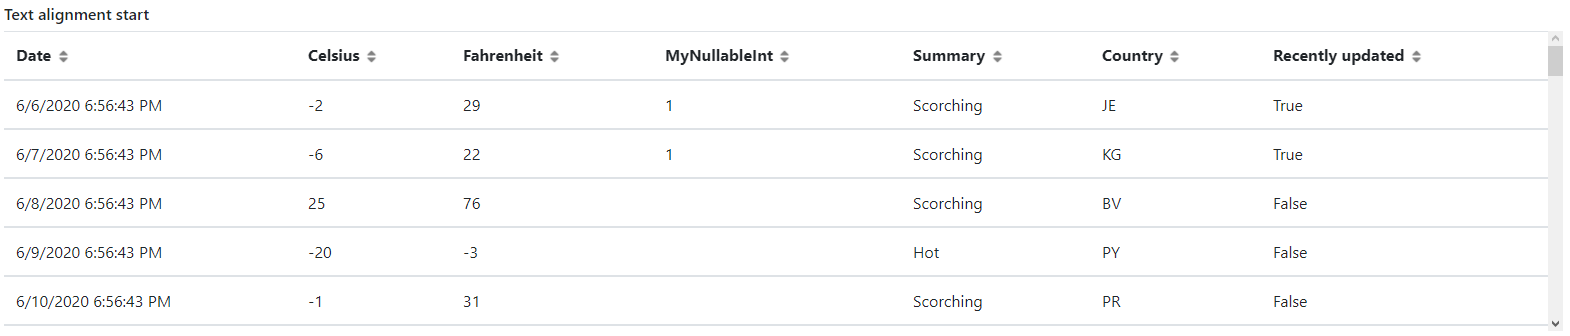 Text alignment start
Date Celsius Fahrenheit MyNullableInt Summary Country Recently updated
6/6/2020 6:56:43 PM -2 29 1 Scorching JE True
6/7/2020 6:56:43 PM -6 22 1 Scorching KG True
6/8/2020 6:56:43 PM 25 76 Scorching BV False
6/9/2020 6:56:43 PM -20 -3 Hot PY False
6/10/2020 6:56:43 PM -1 31 Scorching PR False